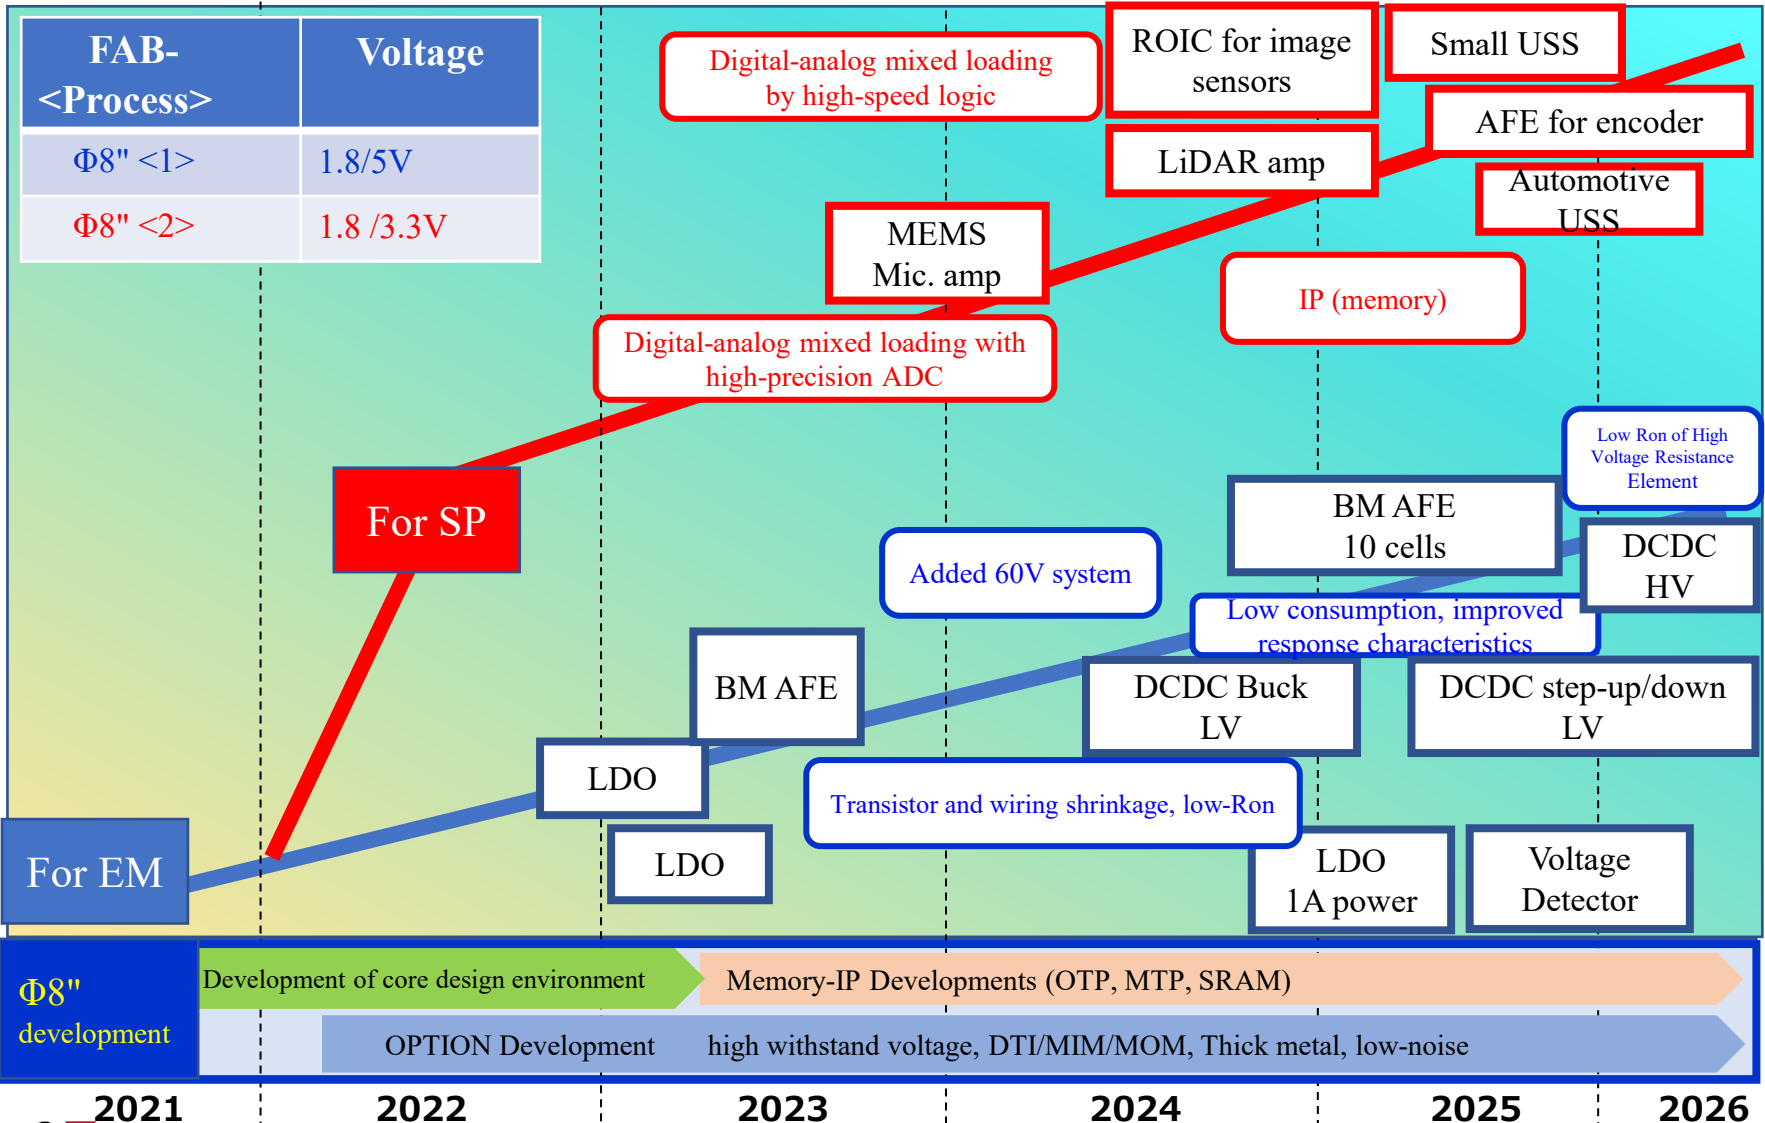 FAB-
<Process>
Voltage
Φ8" <1>
1.8/5V
Φ8" <2>
1.8 /3.3V
Digital-analog mixed loading
by high-speed logic
ROIC for image
sensors
Small USS
AFE for encoder
LiDAR amp
Automotive
USS
MEMS
Mic. amp
IP (memory)
Digital-analog mixed loading with
high-precision ADC
For SP
Low Ron of High
Voltage Resistance
Element
BM AFE
10 cells
DCDC
HV
Added 60V system
Low consumption, improved
response characteristics
BM AFE
DCDC Buck
LV
DCDC step-up/down
LV
LDO
Transistor and wiring shrinkage, low-Ron
For EM
LDO
LDO
1A power
Voltage
Detector
Φ8"
development
Development of core design environment
Memory-IP Developments (OTP, MTP, SRAM)
OPTION Development high withstand voltage, DTI/MIM/MOM, Thick metal, low-noise
2021 2022 2023 2024 2025 2026